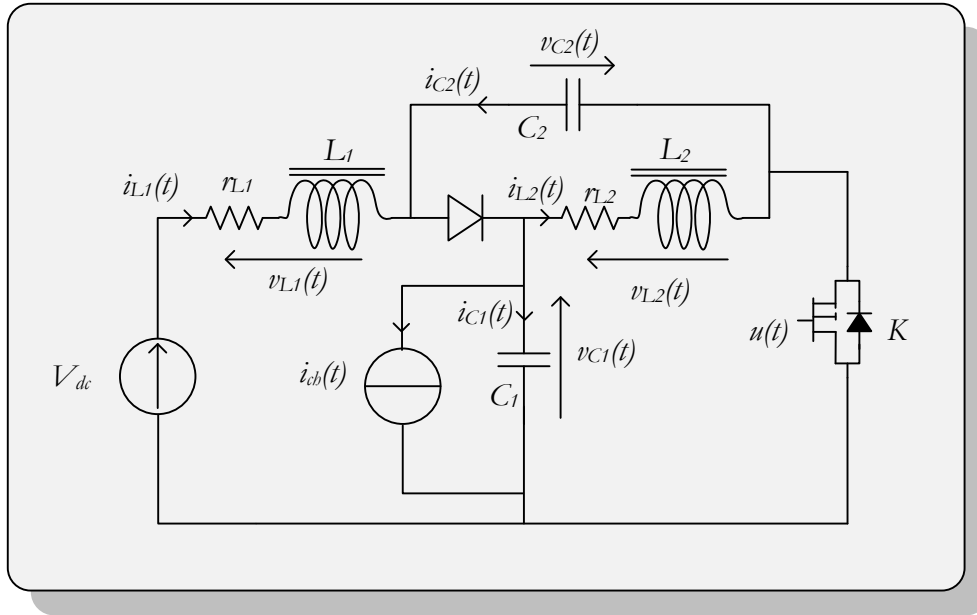 vC2(t)
iC2(t)
C2
L1
L2
iL1(t)
rL1
iL2(t)
rL2
vL1(t)
vL2(t)
iC1(t)
u(t)
K
Vdc
ich(t)
vC1(t)
C1